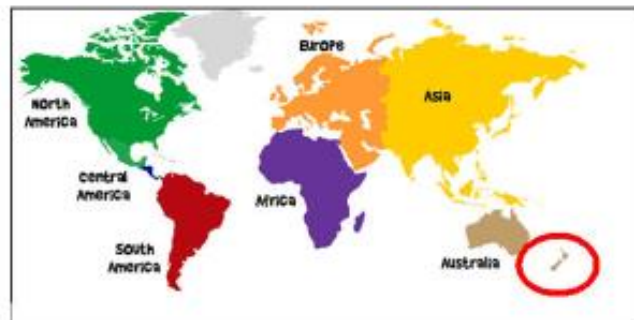 Europe
Asia
North
America
Central
America
Africa
South
America
Australia